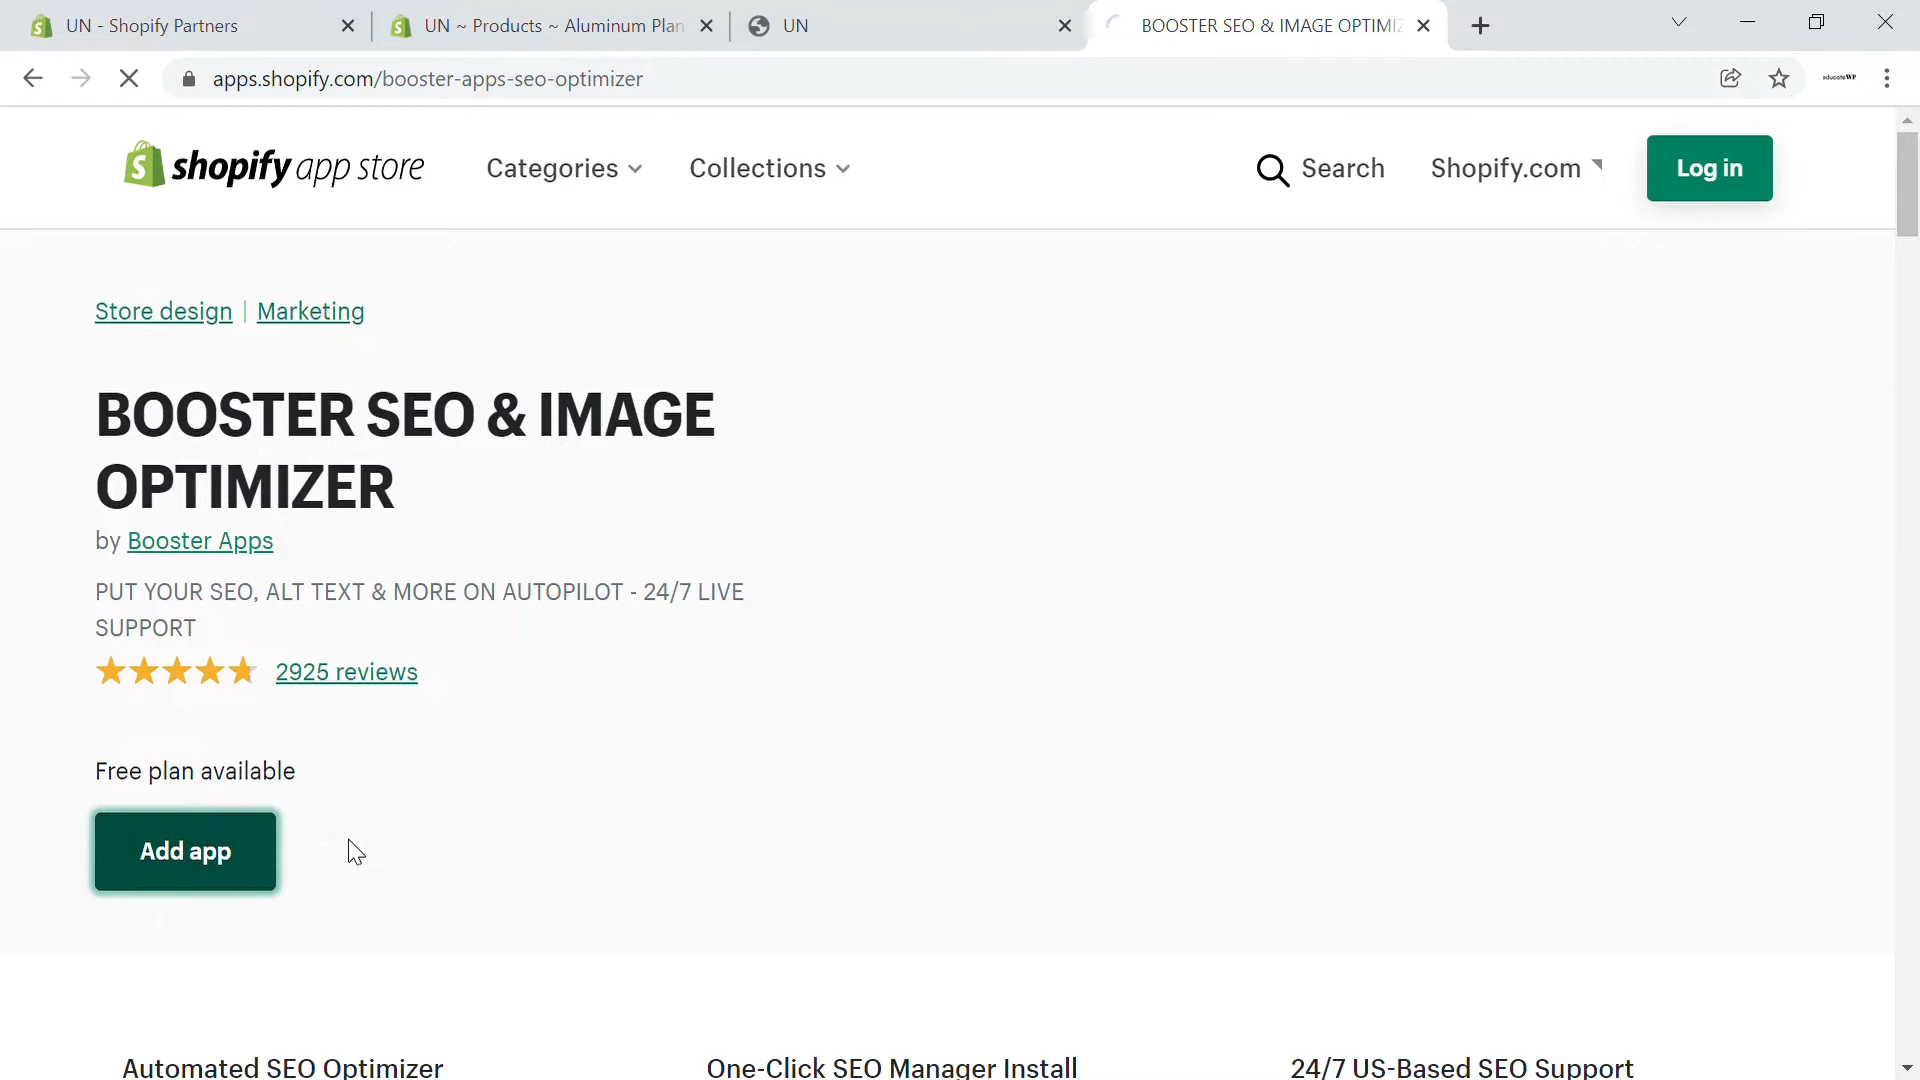 UN - Shopify Partners
UN ~ Products ~ Aluminum Plan
UN
BOOSTER SEO & IMAGE OPTIMIZ
apps.shopify.com/booster-apps-seo-optimizer
educateWP
shopify app store
Categories
Collections
Search
Shopify.com
Log in
Store design | Marketing
BOOSTER SEO & IMAGE
OPTIMIZER
by Booster Apps
PUT YOUR SEO, ALT TEXT & MORE ON AUTOPILOT - 24/7 LIVE
SUPPORT
2925 reviews
Free plan available
Add app
Automated SEO Optimizer
One-Click SEO Manager Install
24/7 US-Based SEO Support